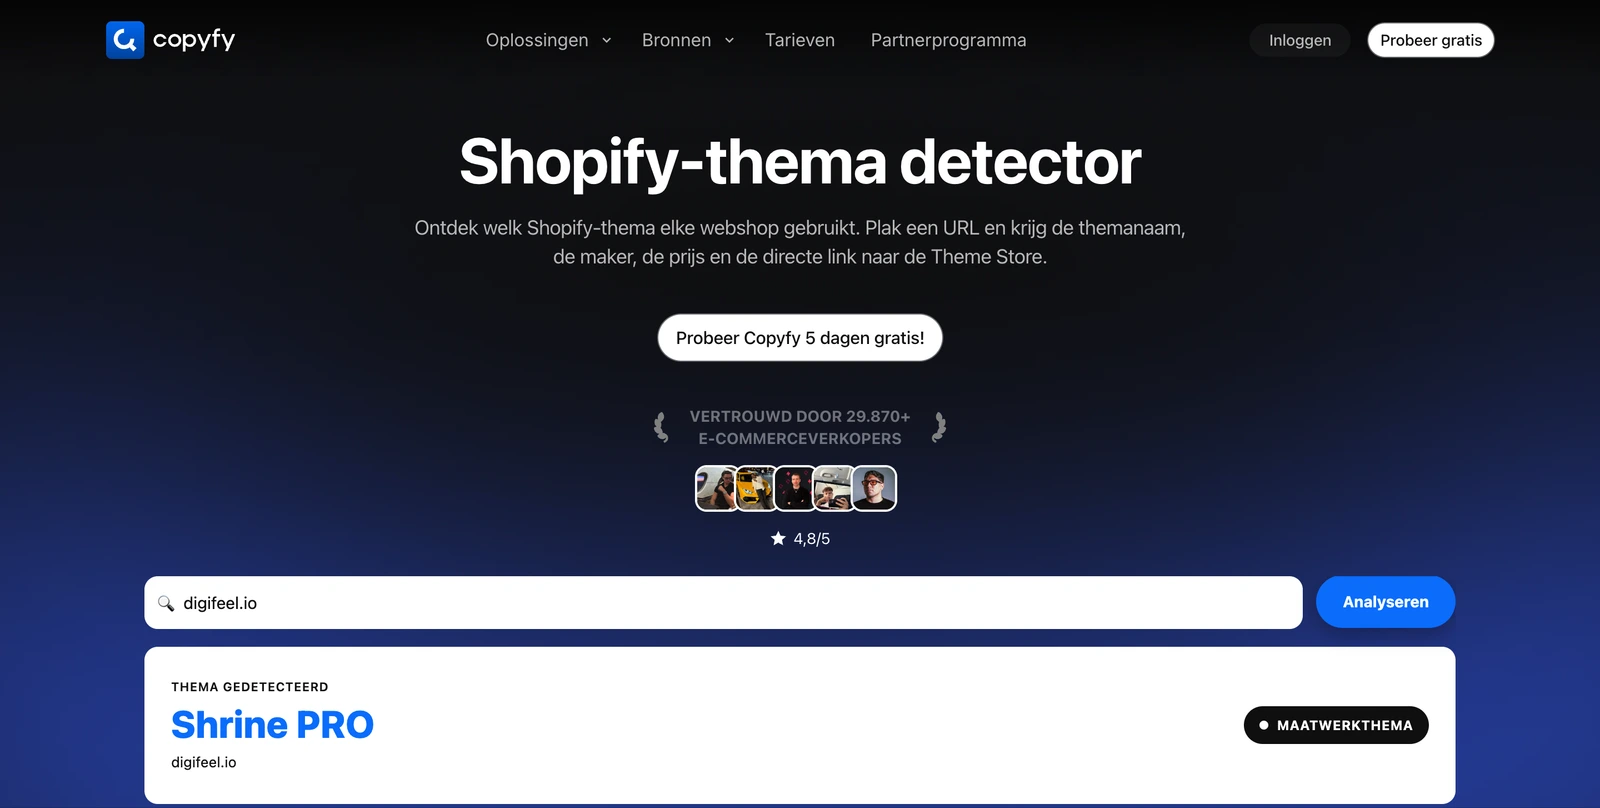 copyfy
Oplossingen
Bronnen
Tarieven
Partnerprogramma
Inloggen
Probeer gratis
Shopify-thema detector
Ontdek welk Shopify-thema elke webshop gebruikt. Plak een URL en krijg de themanaam,
de maker, de prijs en de directe link naar de Theme Store.
Probeer Copyfy 5 dagen gratis!
VERTROUWD DOOR 29.870+
E-COMMERCEVERKOPERS
4,8/5
digifeel.io
Analyseren
THEMA GEDETECTEERD
Shrine PRO
MAATWERKTHEMA
digifeel.io